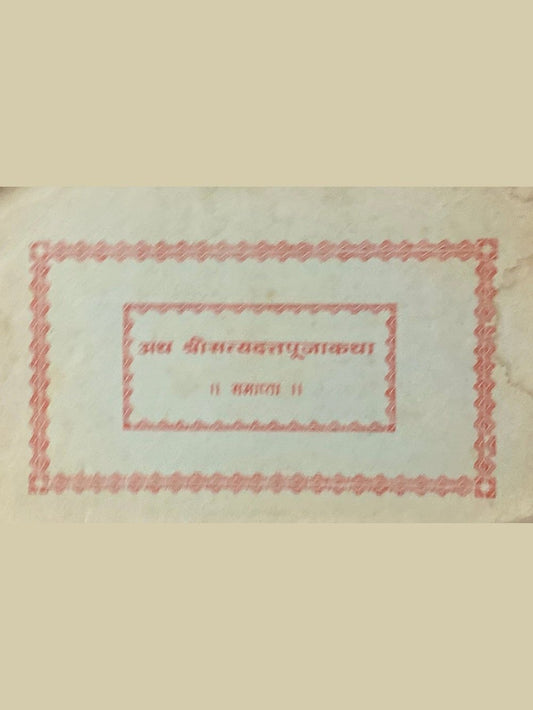 अथ श्रीसत्यदत्तपूजाकथा
॥ समाप्ता ॥